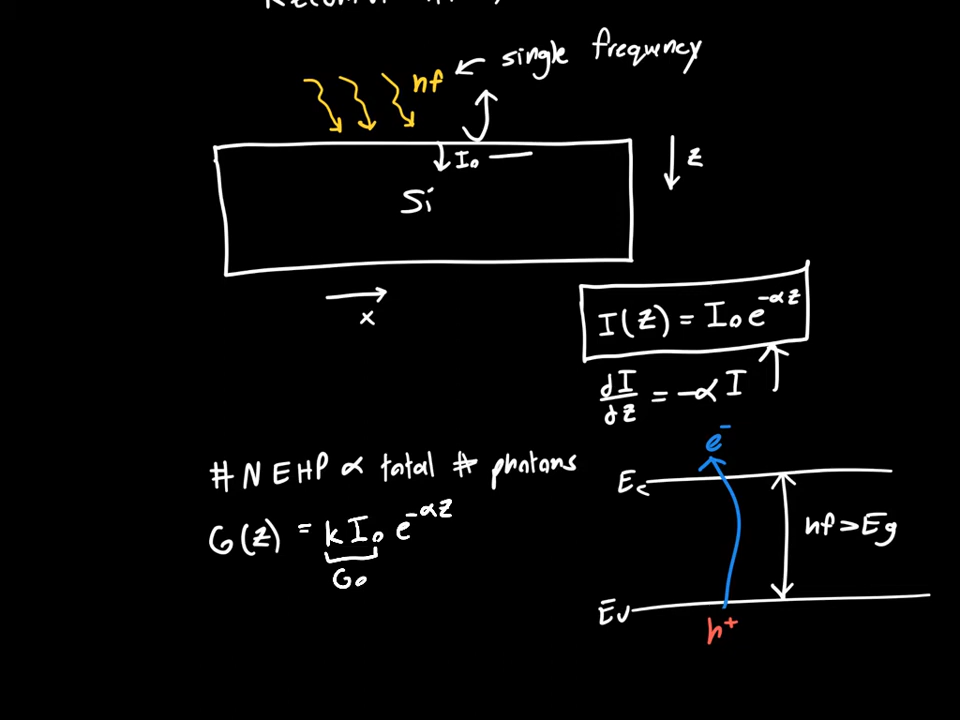 single frequency
hf
I₀
z
Si
x
I(z) = I₀e^{-αz}
dI/dz = -αI
# N EHP ∝ total # photons
G(z) = kI₀ e^{-αz}
G₀
e⁻
Ec
hf > Eg
Ev
h⁺